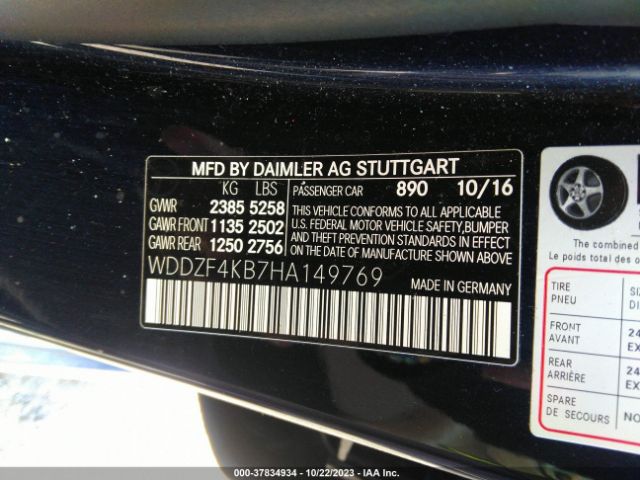 MFD BY DAIMLER AG STUTTGART
KG LBS PASSENGER CAR 890 10/16
GVWR 2385 5258
GAWR FRONT 1135 2502
GAWR REAR 1250 2756
THIS VEHICLE CONFORMS TO ALL APPLICABLE
U.S. FEDERAL MOTOR VEHICLE SAFETY,BUMPER
AND THEFT PREVENTION STANDARDS IN EFFECT
ON THE DATE OF MANUFACTURE SHOWN ABOVE.
WDDZF4KB7HA149769 MADE IN GERMANY
The combined
Le poids total des
TIRE
PNEU
FRONT
AVANT
REAR
ARRIÈRE
SPARE
DE SECOURS
000-37834934 - 10/22/2023 - IAA Inc.